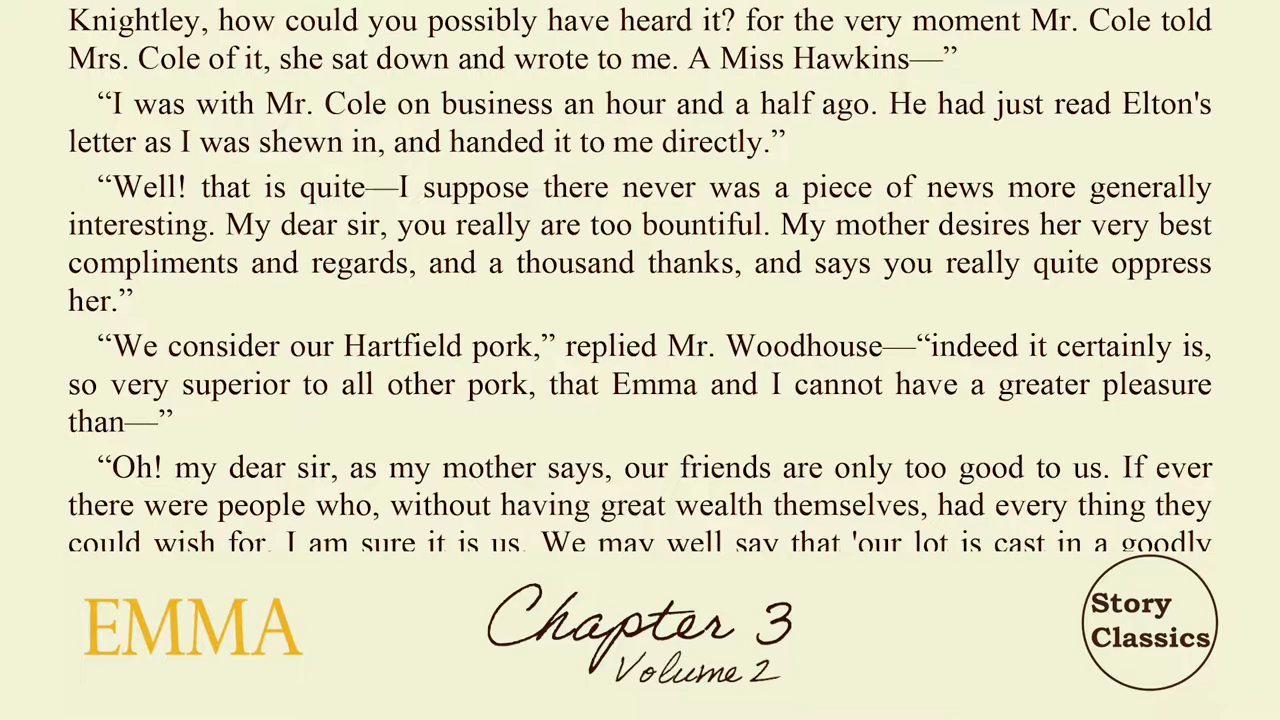 Knightley, how could you possibly have heard it? for the very moment Mr. Cole told
Mrs. Cole of it, she sat down and wrote to me. A Miss Hawkins—”
“I was with Mr. Cole on business an hour and a half ago. He had just read Elton's
letter as I was shewn in, and handed it to me directly.”
“Well! that is quite—I suppose there never was a piece of news more generally
interesting. My dear sir, you really are too bountiful. My mother desires her very best
compliments and regards, and a thousand thanks, and says you really quite oppress
her.”
“We consider our Hartfield pork,” replied Mr. Woodhouse—“indeed it certainly is,
so very superior to all other pork, that Emma and I cannot have a greater pleasure
than—”
“Oh! my dear sir, as my mother says, our friends are only too good to us. If ever
there were people who, without having great wealth themselves, had every thing they
could wish for, I am sure it is us. We may well say that 'our lot is cast in a goodly
EMMA
Chapter 3
Volume 2
Story
Classics